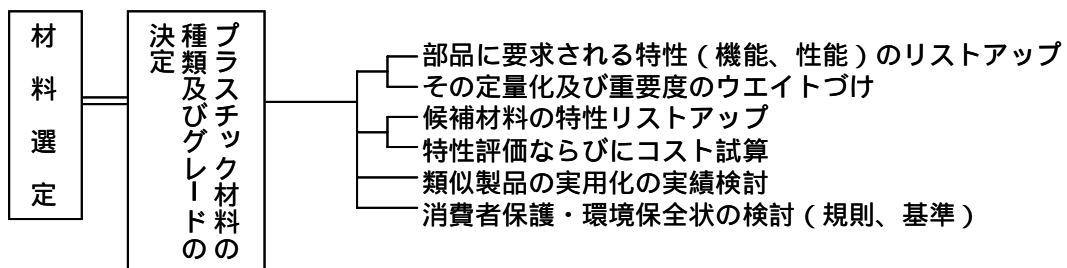 材料選定
プラスチック材料の
種類及びグレードの
決定
部品に要求される特性（機能、性能）のリストアップ
その定量化及び重要度のウエイトづけ
候補材料の特性リストアップ
特性評価ならびにコスト試算
類似製品の実用化の実績検討
消費者保護・環境保全状の検討（規則、基準）